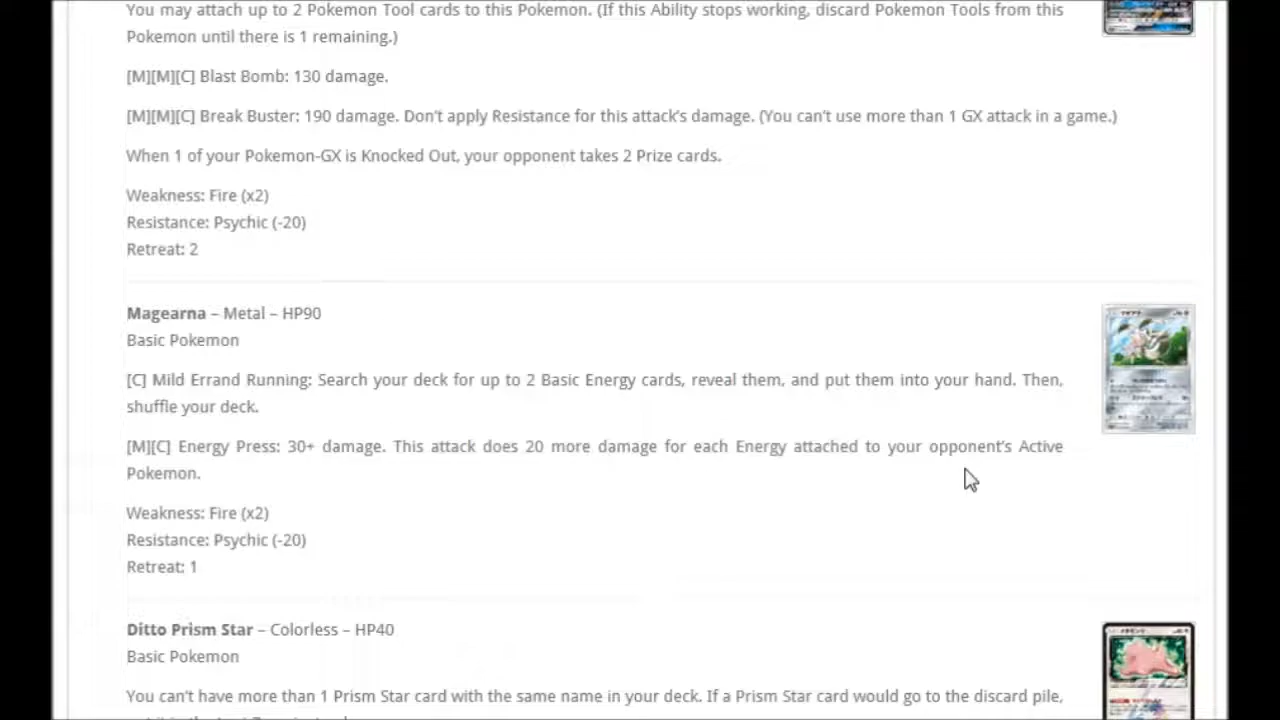 You may attach up to 2 Pokemon Tool cards to this Pokemon. (If this Ability stops working, discard Pokemon Tools from this
Pokemon until there is 1 remaining.)
[M][M][C] Blast Bomb: 130 damage.
[M][M][C] Break Buster: 190 damage. Don't apply Resistance for this attack's damage. (You can't use more than 1 GX attack in a game.)
When 1 of your Pokemon-GX is Knocked Out, your opponent takes 2 Prize cards.
Weakness: Fire (x2)
Resistance: Psychic (-20)
Retreat: 2
Magearna – Metal – HP90
Basic Pokemon
[C] Mild Errand Running: Search your deck for up to 2 Basic Energy cards, reveal them, and put them into your hand. Then,
shuffle your deck.
[M][C] Energy Press: 30+ damage. This attack does 20 more damage for each Energy attached to your opponent's Active
Pokemon.
Weakness: Fire (x2)
Resistance: Psychic (-20)
Retreat: 1
Ditto Prism Star – Colorless – HP40
Basic Pokemon
You can't have more than 1 Prism Star card with the same name in your deck. If a Prism Star card would go to the discard pile,